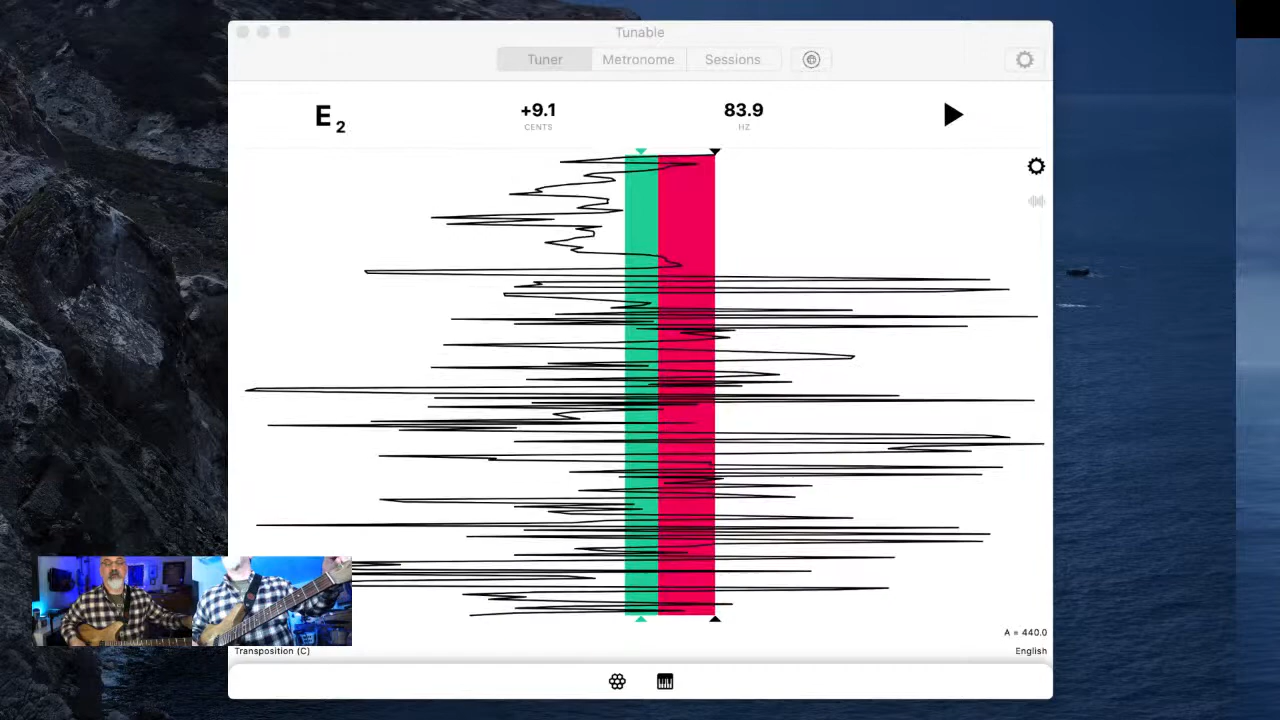 Tunable
Tuner Metronome Sessions
E2 +9.1 83.9
CENTS HZ
A = 440.0
Transposition (C) English